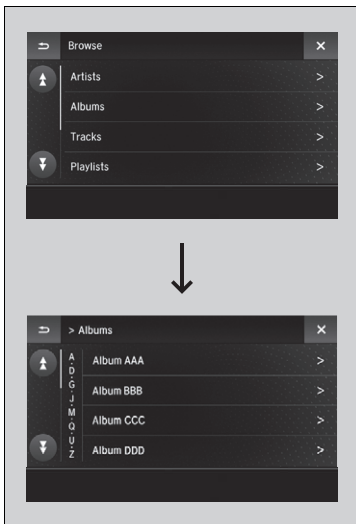 Browse
Artists >
Albums >
Tracks >
Playlists >
> Albums
A
D
G
J
M
Q
U
Z
Album AAA >
Album BBB >
Album CCC >
Album DDD >